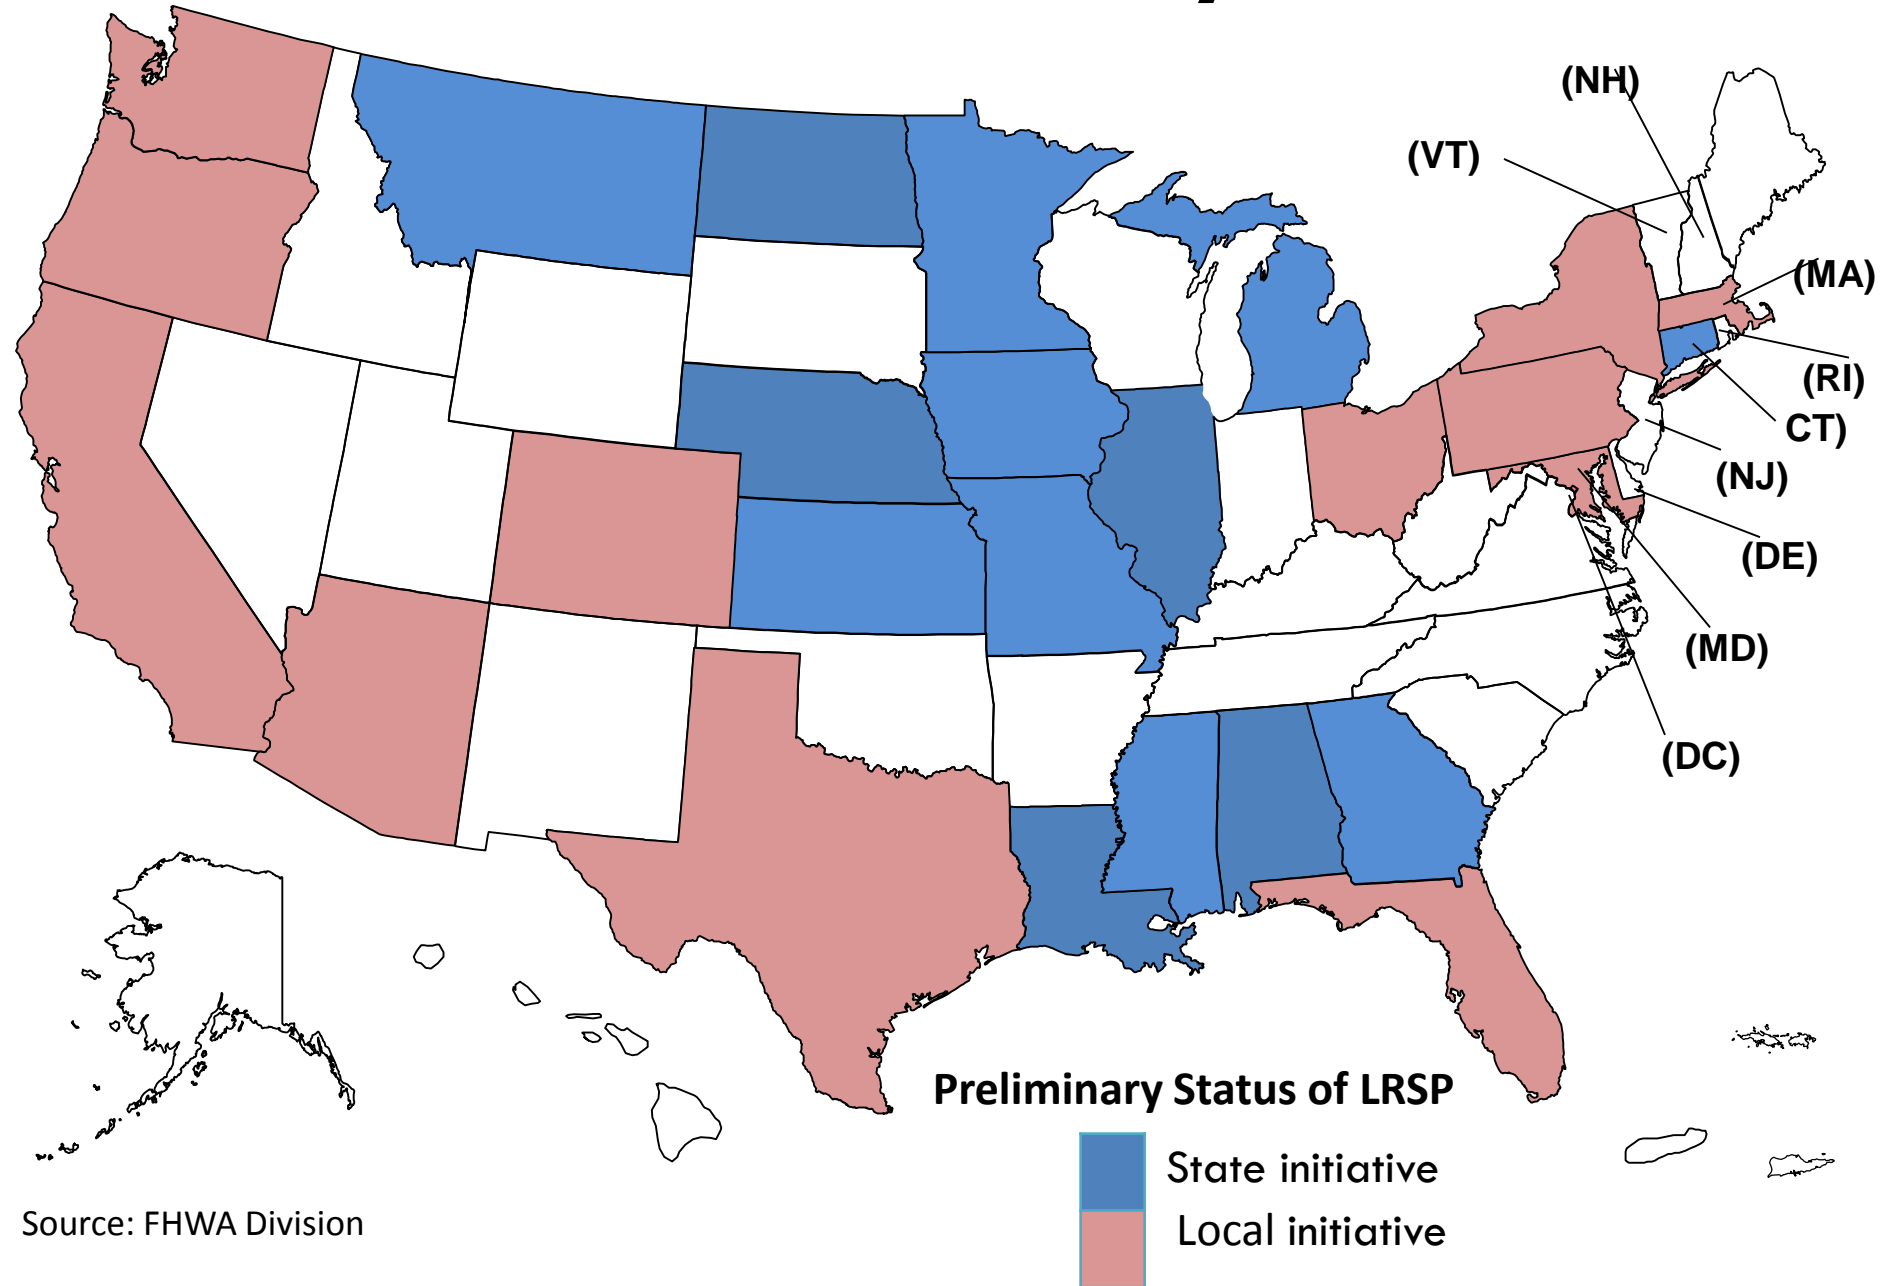 (NH)
(VT)
(MA)
(RI)
CT)
(NJ)
(DE)
(MD)
(DC)
Preliminary Status of LRSP
State initiative
Local initiative
Source: FHWA Division